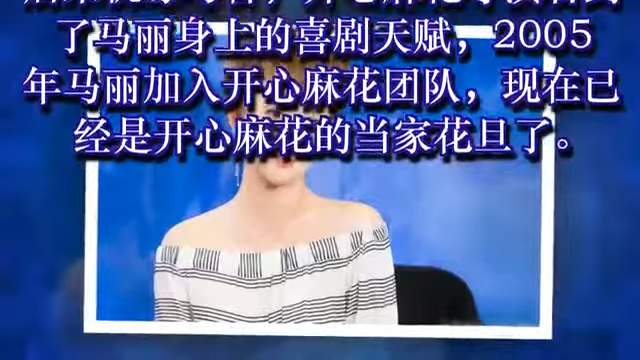 了马丽身上的喜剧天赋，2005
年马丽加入开心麻花团队，现在已
经是开心麻花的当家花旦了。